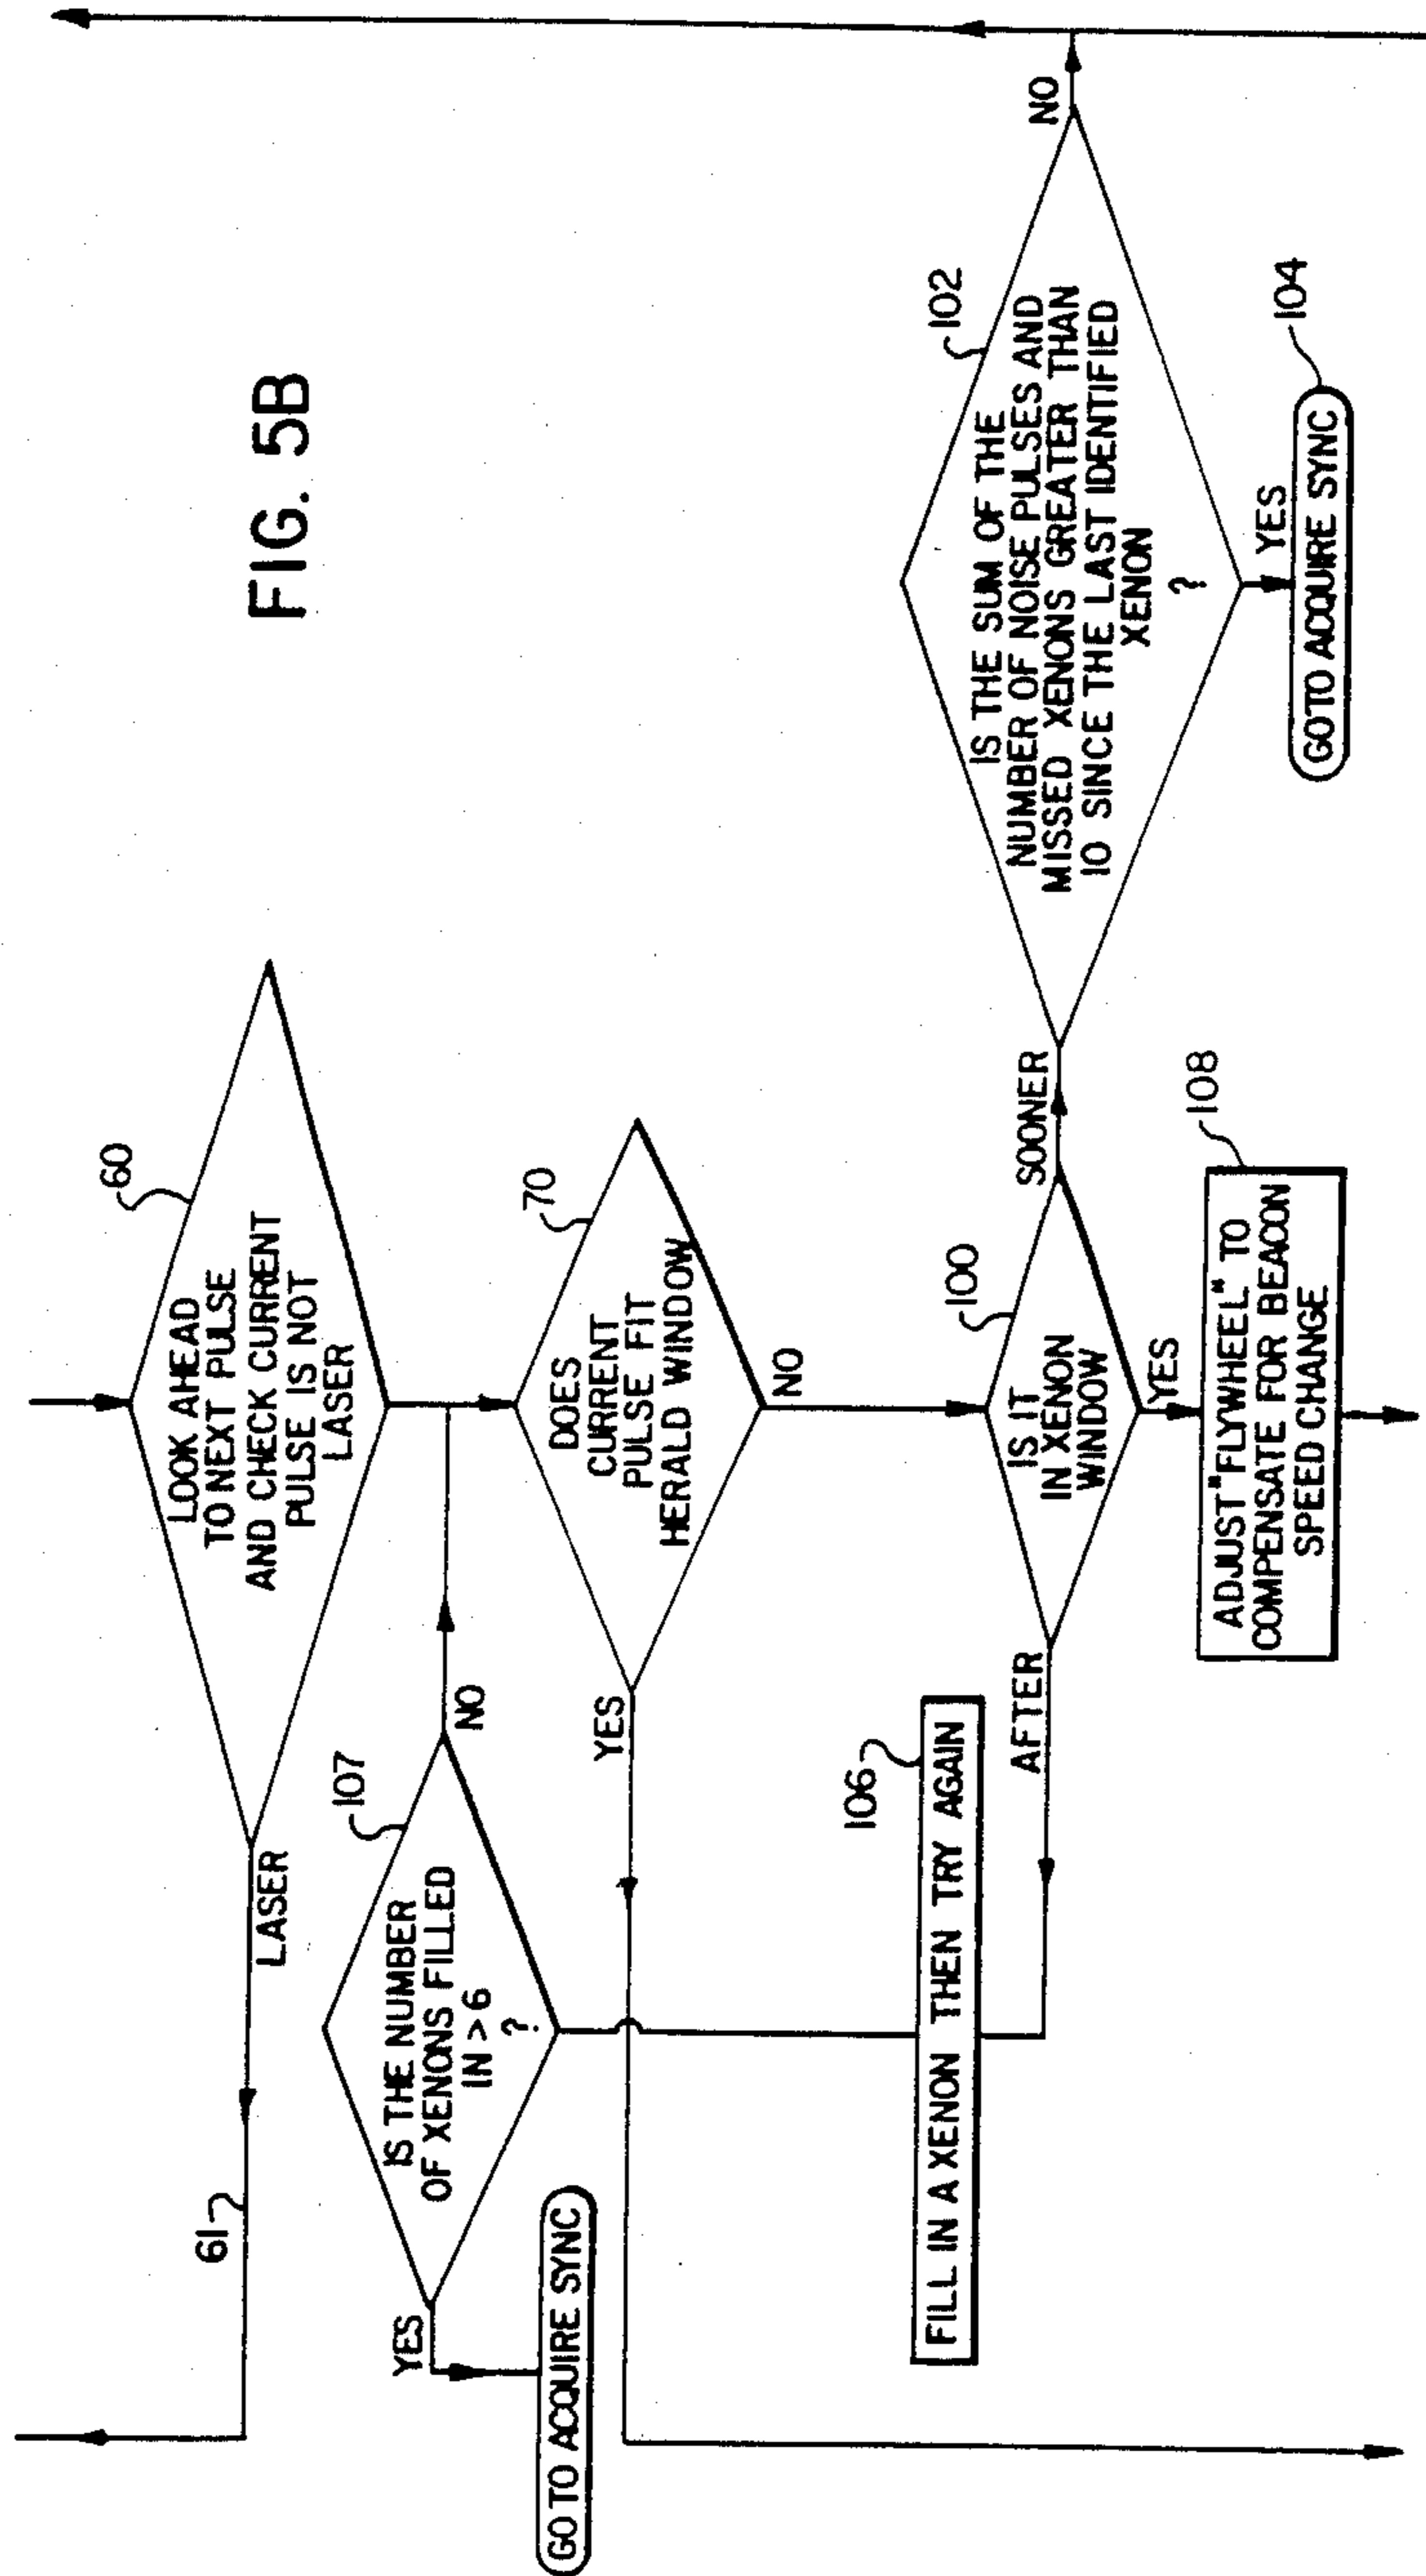 FIG. 5B
60
LOOK AHEAD
TO NEXT PULSE
AND CHECK CURRENT
PULSE IS NOT
LASER
LASER
61
107
IS THE NUMBER
OF XENONS FILLED
IN > 6
?
NO
YES
GO TO ACQUIRE SYNC
70
DOES
CURRENT
PULSE FIT
HERALD WINDOW
YES
NO
106
FILL IN A XENON THEN TRY AGAIN
AFTER
100
IS IT
IN XENON
WINDOW
SOONER
YES
108
ADJUST "FLYWHEEL" TO
COMPENSATE FOR BEACON
SPEED CHANGE
102
IS THE SUM OF THE
NUMBER OF NOISE PULSES AND
MISSED XENONS GREATER THAN
10 SINCE THE LAST IDENTIFIED
XENON
?
NO
YES
104
GO TO ACQUIRE SYNC